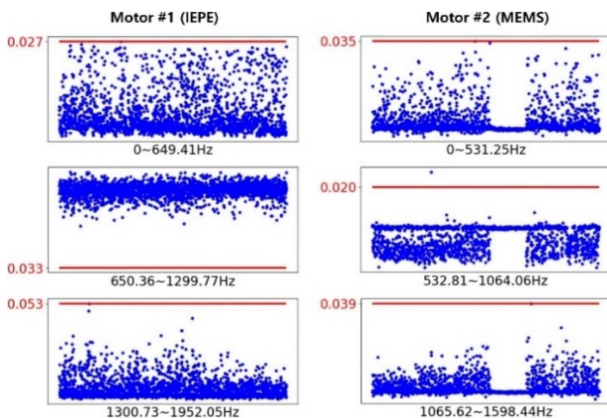 Motor #1 (IEPE)
Motor #2 (MEMS)
0.027
0~649.41Hz
0.035
0~531.25Hz
0.033
650.36~1299.77Hz
0.020
532.81~1064.06Hz
0.053
1300.73~1952.05Hz
0.039
1065.62~1598.44Hz